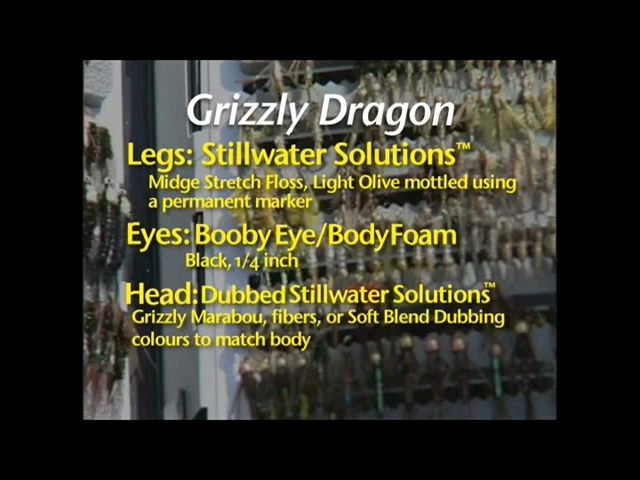 Grizzly Dragon
Legs: Stillwater Solutions™
Midge Stretch Floss, Light Olive mottled using
a permanent marker
Eyes: Booby Eye/Body Foam
Black, 1/4 inch
Head: Dubbed Stillwater Solutions™
Grizzly Marabou, fibers, or Soft Blend Dubbing
colours to match body